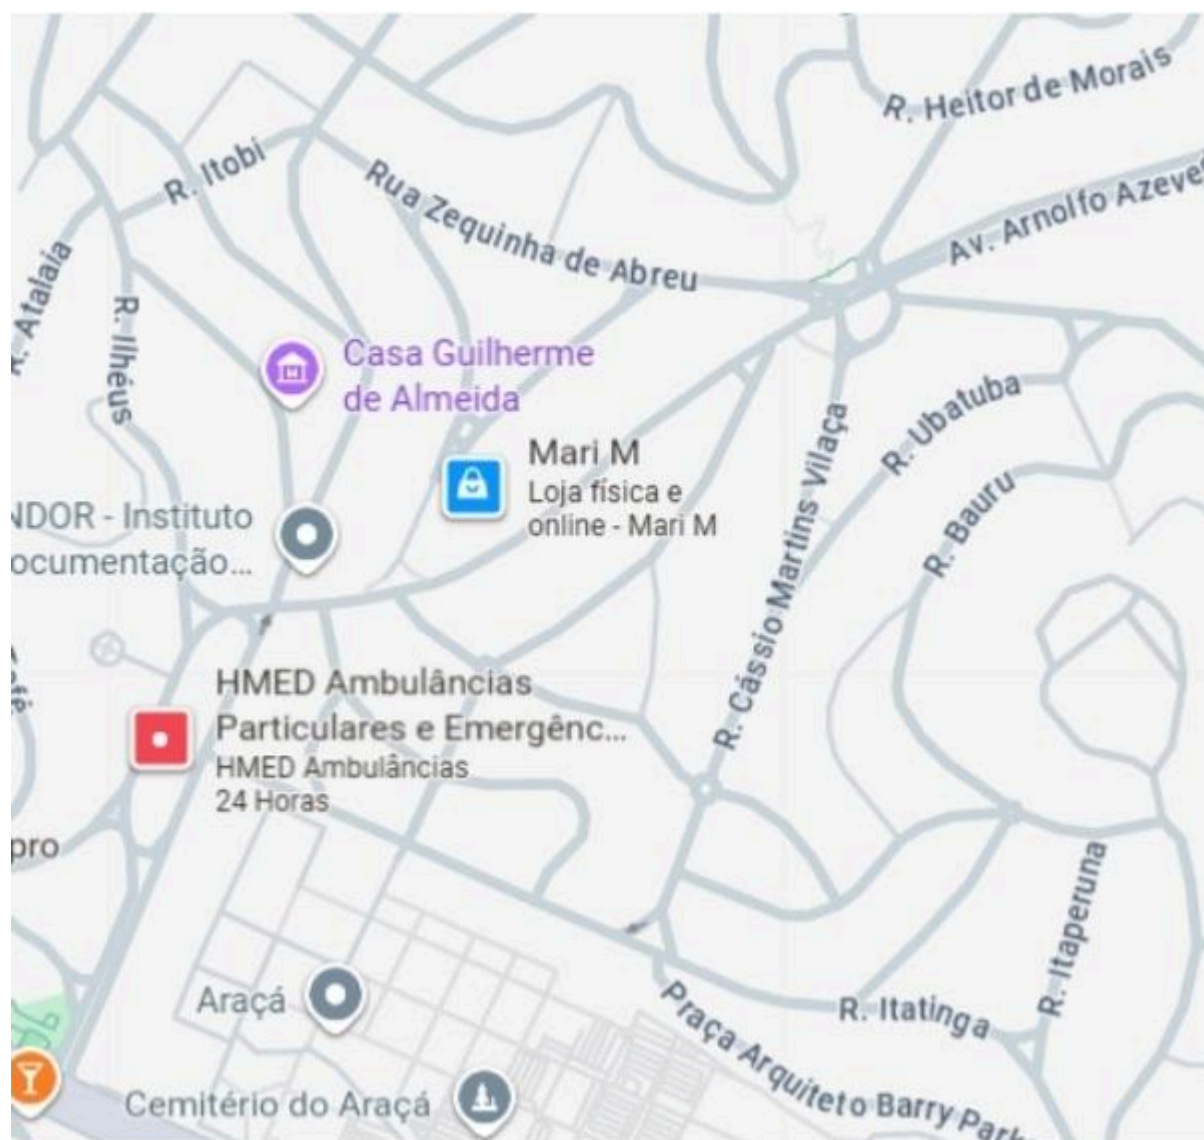 R. Heitor de Morais
R. Itobi
Rua Zequinha de Abreu
Av. Arnolfo Azeve
R. Atalaia
R. Ilhéus
Casa Guilherme
de Almeida
R. Ubatuba
Mari M
Loja física e
online - Mari M
R. Cássio Martins Vilaça
R. Bauru
NDOR - Instituto
ocumentação...
HMED Ambulâncias
Particulares e Emergênc...
HMED Ambulâncias
24 Horas
pro
R. Itaperuna
Araçá
R. Itatinga
Praça Arquiteto Barry Park
Cemitério do Araçá